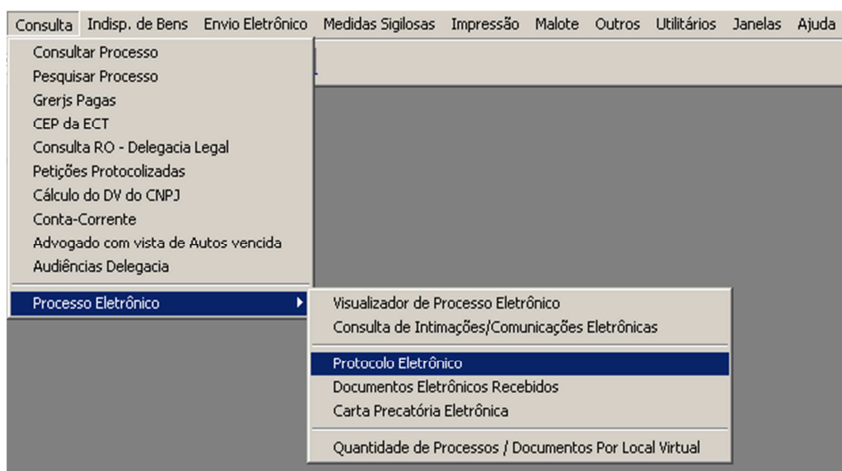 Consulta Indisp. de Bens Envio Eletrônico Medidas Sigilosas Impressão Malote Outros Utilitários Janelas Ajuda
Consultar Processo
Pesquisar Processo
Grerjs Pagas
CEP da ECT
Consulta RO - Delegacia Legal
Petições Protocolizadas
Cálculo do DV do CNPJ
Conta-Corrente
Advogado com vista de Autos vencida
Audiências Delegacia
Processo Eletrônico
Visualizador de Processo Eletrônico
Consulta de Intimações/Comunicações Eletrônicas
Protocolo Eletrônico
Documentos Eletrônicos Recebidos
Carta Precatória Eletrônica
Quantidade de Processos / Documentos Por Local Virtual